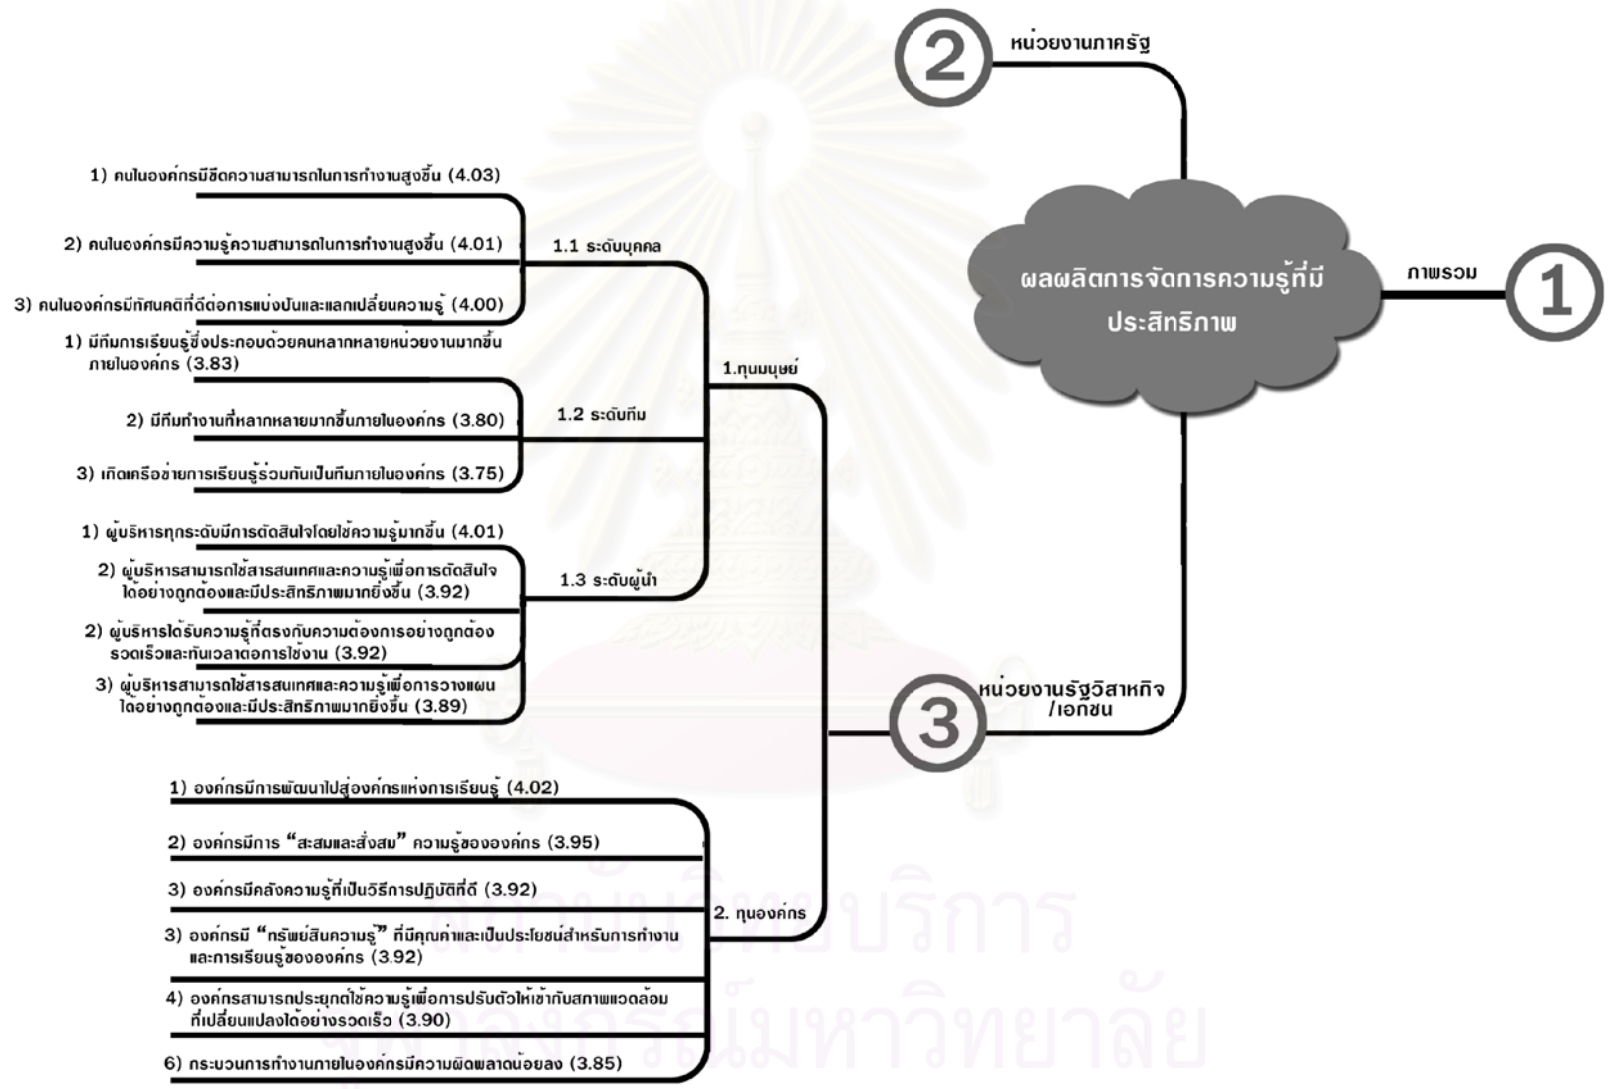 2
หน่วยงานภาครัฐ
ผลผลิตการจัดการความรู้ที่มี
ประสิทธิภาพ
ภาพรวม
1
3
หน่วยงานรัฐวิสาหกิจ
/เอกชน
1.ทุนมนุษย์
1.1 ระดับบุคคล
1) คนในองค์กรมีขีดความสามารถในการทำงานสูงขึ้น (4.03)
2) คนในองค์กรมีความรู้ความสามารถในการทำงานสูงขึ้น (4.01)
3) คนในองค์กรมีทัศนคติที่ดีต่อการแบ่งปันและแลกเปลี่ยนความรู้ (4.00)
1.2 ระดับทีม
1) มีทีมการเรียนรู้ซึ่งประกอบด้วยคนหลากหลายหน่วยงานมากขึ้น
ภายในองค์กร (3.83)
2) มีทีมทำงานที่หลากหลายมากขึ้นภายในองค์กร (3.80)
3) เกิดเครือข่ายการเรียนรู้ร่วมกันเป็นทีมภายในองค์กร (3.75)
1.3 ระดับผู้นำ
1) ผู้บริหารทุกระดับมีการตัดสินใจโดยใช้ความรู้มากขึ้น (4.01)
2) ผู้บริหารสามารถใช้สารสนเทศและความรู้เพื่อการตัดสินใจ
ได้อย่างถูกต้องและมีประสิทธิภาพมากยิ่งขึ้น (3.92)
2) ผู้บริหารได้รับความรู้ที่ตรงกับความต้องการอย่างถูกต้อง
รวดเร็วและทันเวลาต่อการใช้งาน (3.92)
3) ผู้บริหารสามารถใช้สารสนเทศและความรู้เพื่อการวางแผน
ได้อย่างถูกต้องและมีประสิทธิภาพมากยิ่งขึ้น (3.89)
2. ทุนองค์กร
1) องค์กรมีการพัฒนาไปสู่องค์กรแห่งการเรียนรู้ (4.02)
2) องค์กรมีการ “สะสมและสั่งสม” ความรู้ขององค์กร (3.95)
3) องค์กรมีคลังความรู้ที่เป็นวิธีการปฏิบัติที่ดี (3.92)
3) องค์กรมี “ทรัพย์สินความรู้” ที่มีคุณค่าและเป็นประโยชน์สำหรับการทำงาน
และการเรียนรู้ขององค์กร (3.92)
4) องค์กรสามารถประยุกต์ใช้ความรู้เพื่อการปรับตัวให้เข้ากับสภาพแวดล้อม
ที่เปลี่ยนแปลงได้อย่างรวดเร็ว (3.90)
6) กระบวนการทำงานภายในองค์กรมีความผิดพลาดน้อยลง (3.85)
สถาบันวิทยบริการ
จุฬาลงกรณ์มหาวิทยาลัย